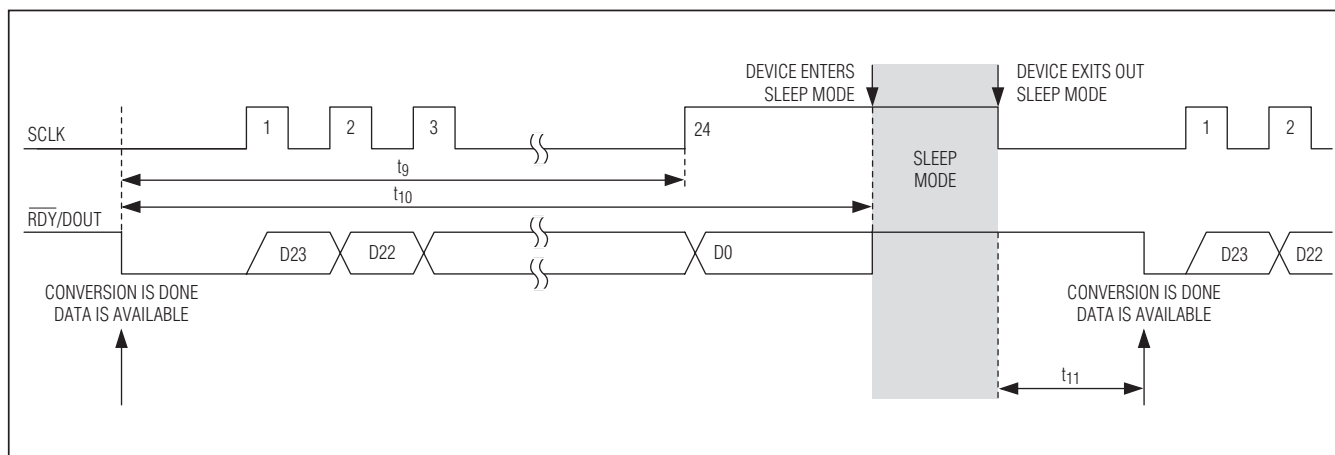 DEVICE ENTERS
SLEEP MODE
DEVICE EXITS OUT
SLEEP MODE
SCLK
1
2
3
24
1
2
SLEEP
MODE
t9
t10
RDY/DOUT
D23
D22
D0
D23
D22
CONVERSION IS DONE
DATA IS AVAILABLE
CONVERSION IS DONE
DATA IS AVAILABLE
t11